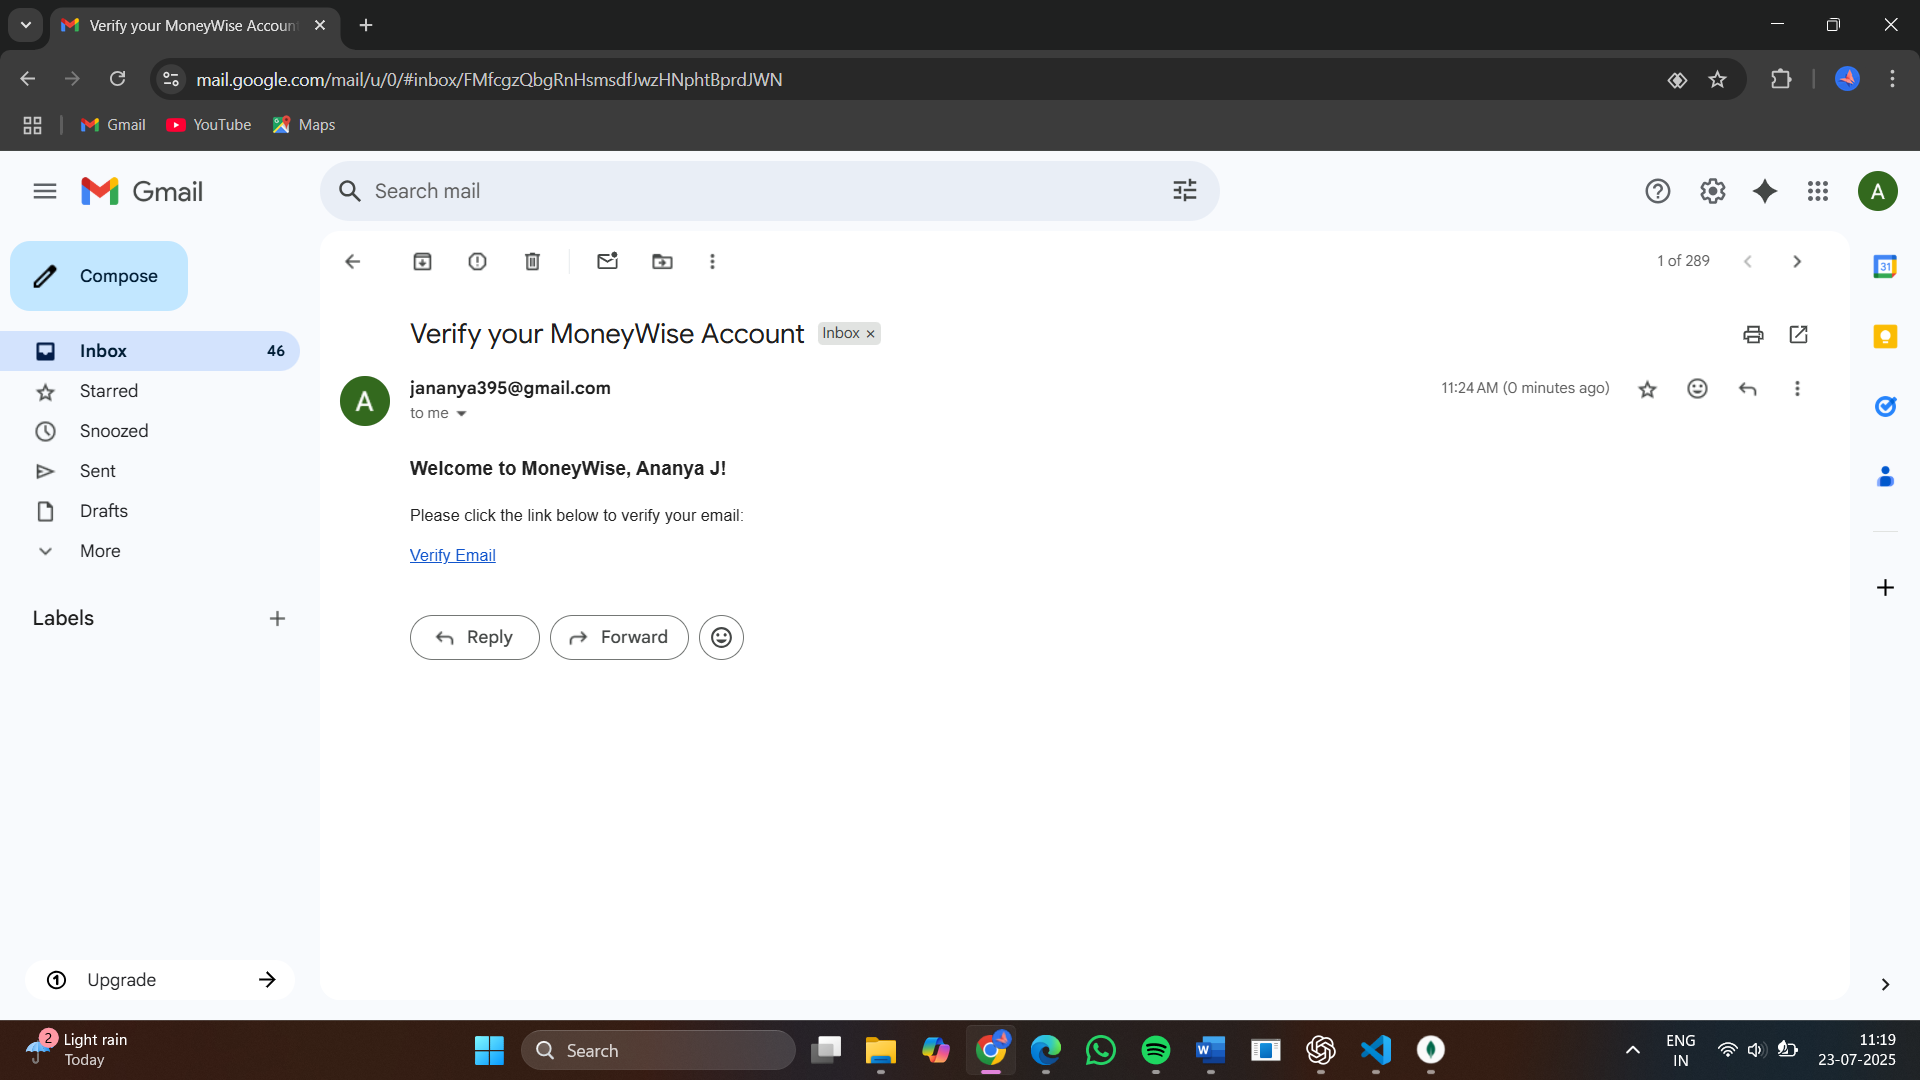 Verify your MoneyWise Accoun
mail.google.com/mail/u/0/#inbox/FMfcgzQbgRnHsmsdfJwzHNphtBprdJWN
Gmail YouTube Maps
Gmail
Search mail
A
Compose
1 of 289
Inbox 46
Starred
Snoozed
Sent
Drafts
More
Labels
Upgrade
Verify your MoneyWise Account Inbox ×
A
jananya395@gmail.com 11:24 AM (0 minutes ago)
to me
Welcome to MoneyWise, Ananya J!
Please click the link below to verify your email:
Verify Email
Reply Forward
31
2
Light rain
Today
Search
W
ENG
IN
11:19
23-07-2025